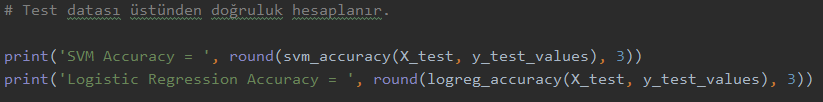 # Test datası üstünden doğruluk hesaplanır.
print('SVM Accuracy = ', round(svm_accuracy(X_test, y_test_values), 3))
print('Logistic Regression Accuracy = ', round(logreg_accuracy(X_test, y_test_values), 3))